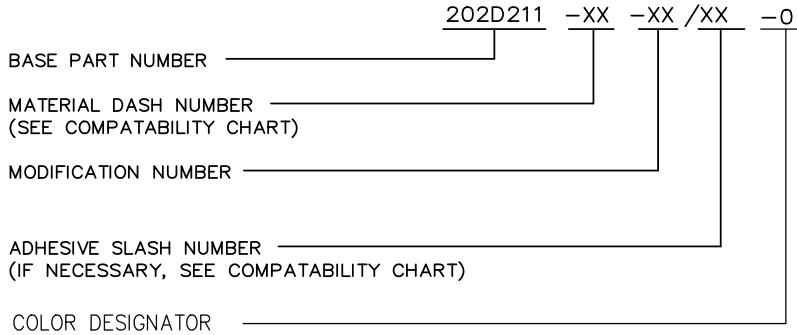 202D211 -XX -XX /XX -0
BASE PART NUMBER
MATERIAL DASH NUMBER
(SEE COMPATABILITY CHART)
MODIFICATION NUMBER
ADHESIVE SLASH NUMBER
(IF NECESSARY, SEE COMPATABILITY CHART)
COLOR DESIGNATOR